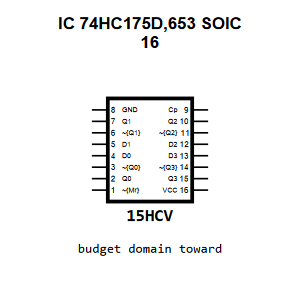 IC 74HC175D,653 SOIC
16
8 GND Cp 9
7 Q1 Q2 10
6 ~{Q1} ~{Q2} 11
5 D1 D2 12
4 D0 D3 13
3 ~{Q0} ~{Q3} 14
2 Q0 Q3 15
1 ~{Mr} VCC 16
15HCV
budget domain toward